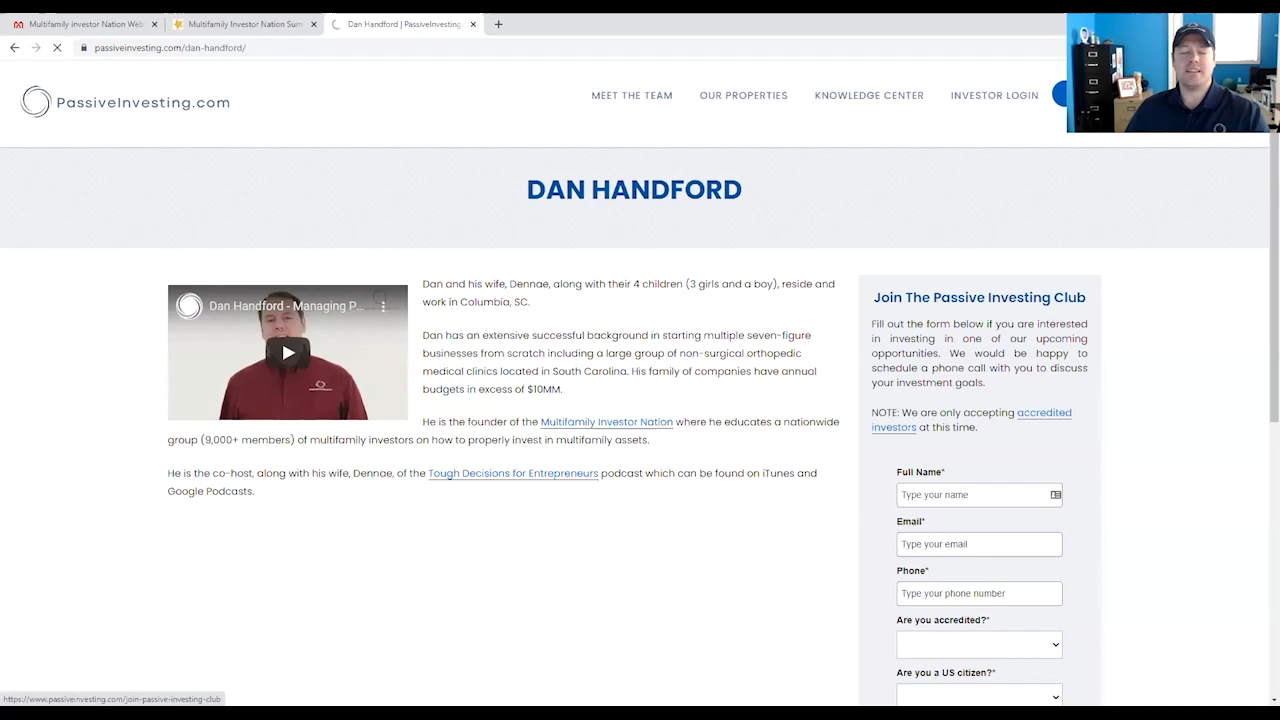 Multifamily Investor Nation Web
Multifamily Investor Nation Sum
Dan Handford | PassiveInvesting.
passiveinvesting.com/dan-handford/
PassiveInvesting.com
MEET THE TEAM
OUR PROPERTIES
KNOWLEDGE CENTER
INVESTOR LOGIN
DAN HANDFORD
Dan Handford - Managing P...
Dan and his wife, Dennae, along with their 4 children (3 girls and a boy), reside and
work in Columbia, SC.
Dan has an extensive successful background in starting multiple seven-figure
businesses from scratch including a large group of non-surgical orthopedic
medical clinics located in South Carolina. His family of companies have annual
budgets in excess of $10MM.
He is the founder of the Multifamily Investor Nation where he educates a nationwide
group (9,000+ members) of multifamily investors on how to properly invest in multifamily assets.
He is the co-host, along with his wife, Dennae, of the Tough Decisions for Entrepreneurs podcast which can be found on iTunes and
Google Podcasts.
Join The Passive Investing Club
Fill out the form below if you are interested
in investing in one of our upcoming
opportunities. We would be happy to
schedule a phone call with you to discuss
your investment goals.
NOTE: We are only accepting accredited
investors at this time.
Full Name*
Type your name
Email*
Type your email
Phone*
Type your phone number
Are you accredited?*
Are you a US citizen?*
https://www.passiveinvesting.com/join-passive-investing-club